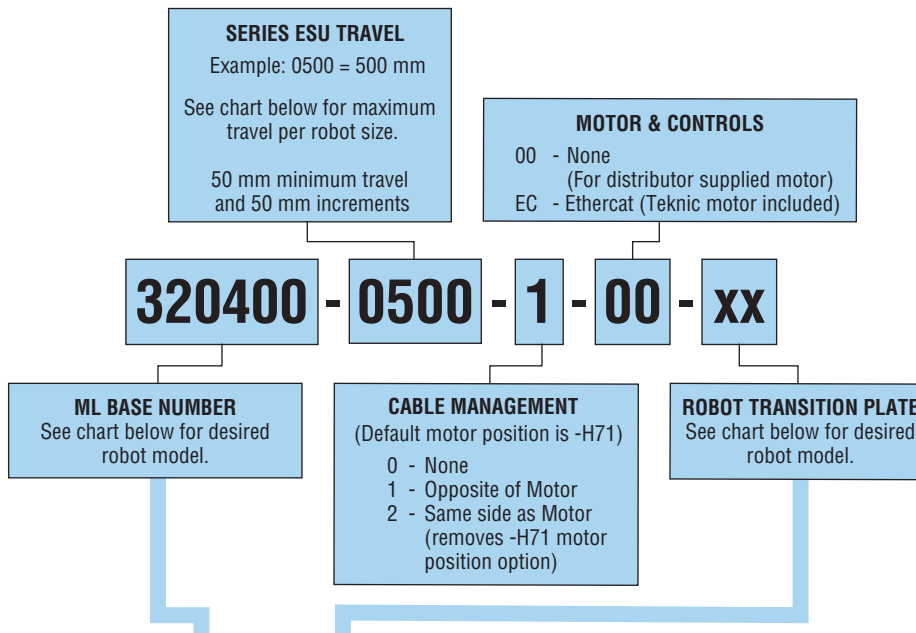 SERIES ESU TRAVEL
Example: 0500 = 500 mm
See chart below for maximum
travel per robot size.
50 mm minimum travel
and 50 mm increments
MOTOR & CONTROLS
00 - None
(For distributor supplied motor)
EC - Ethercat (Teknic motor included)
320400 - 0500 - 1 - 00 - xx
ML BASE NUMBER
See chart below for desired
robot model.
CABLE MANAGEMENT
(Default motor position is -H71)
0 - None
1 - Opposite of Motor
2 - Same side as Motor
(removes -H71 motor
position option)
ROBOT TRANSITION PLATE
See chart below for desired
robot model.